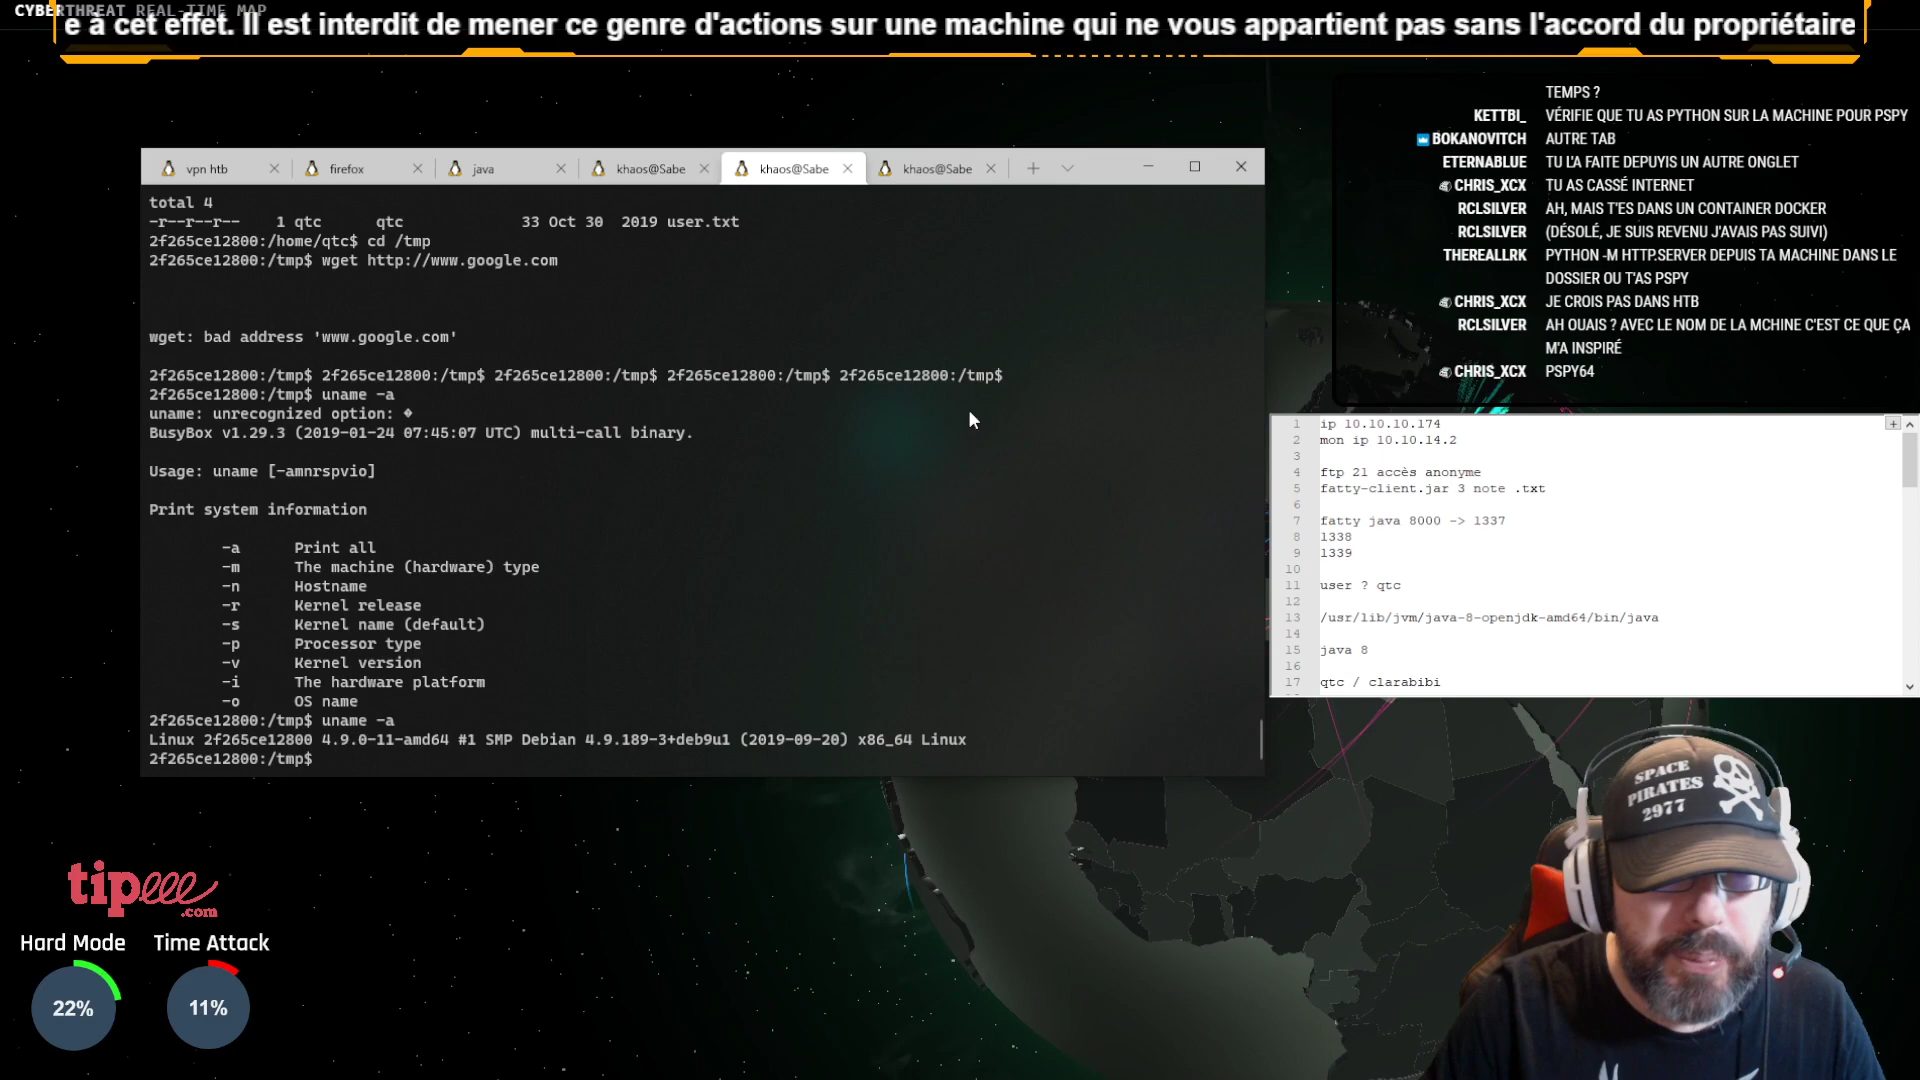 CYBERTHREAT REAL-TIME MAP
e à cet effet. Il est interdit de mener ce genre d'actions sur une machine qui ne vous appartient pas sans l'accord du propriétaire
vpn htb
firefox
java
khaos@Sabe
khaos@Sabe
khaos@Sabe
total 4
-r--r--r--    1 qtc      qtc             33 Oct 30  2019 user.txt
2f265ce12800:/home/qtc$ cd /tmp
2f265ce12800:/tmp$ wget http://www.google.com
wget: bad address 'www.google.com'
2f265ce12800:/tmp$ 2f265ce12800:/tmp$ 2f265ce12800:/tmp$ 2f265ce12800:/tmp$ 2f265ce12800:/tmp$
2f265ce12800:/tmp$ uname -a
uname: unrecognized option: �
BusyBox v1.29.3 (2019-01-24 07:45:07 UTC) multi-call binary.
Usage: uname [-amnrspvio]
Print system information
-a      Print all
-m      The machine (hardware) type
-n      Hostname
-r      Kernel release
-s      Kernel name (default)
-p      Processor type
-v      Kernel version
-i      The hardware platform
-o      OS name
2f265ce12800:/tmp$ uname -a
Linux 2f265ce12800 4.9.0-11-amd64 #1 SMP Debian 4.9.189-3+deb9u1 (2019-09-20) x86_64 Linux
2f265ce12800:/tmp$
TEMPS ?
KETTBI_ VÉRIFIE QUE TU AS PYTHON SUR LA MACHINE POUR PSPY
BOKANOVITCH AUTRE TAB
ETERNABLUE TU L'A FAITE DEPUYIS UN AUTRE ONGLET
CHRIS_XCX TU AS CASSÉ INTERNET
RCLSILVER AH, MAIS T'ES DANS UN CONTAINER DOCKER
RCLSILVER (DÉSOLÉ, JE SUIS REVENU J'AVAIS PAS SUIVI)
THEREALLRK PYTHON -M HTTP.SERVER DEPUIS TA MACHINE DANS LE
DOSSIER OU T'AS PSPY
CHRIS_XCX JE CROIS PAS DANS HTB
RCLSILVER AH OUAIS ? AVEC LE NOM DE LA MCHINE C'EST CE QUE ÇA
M'A INSPIRÉ
CHRIS_XCX PSPY64
1 ip 10.10.10.174
2 mon ip 10.10.14.2
3
4 ftp 21 accès anonyme
5 fatty-client.jar 3 note .txt
6
7 fatty java 8000 -> 1337
8 1338
9 1339
10
11 user ? qtc
12
13 /usr/lib/jvm/java-8-openjdk-amd64/bin/java
14
15 java 8
16
17 qtc / clarabibi
tipeee
.com
Hard Mode
Time Attack
22%
11%
SPACE
PIRATES
2977